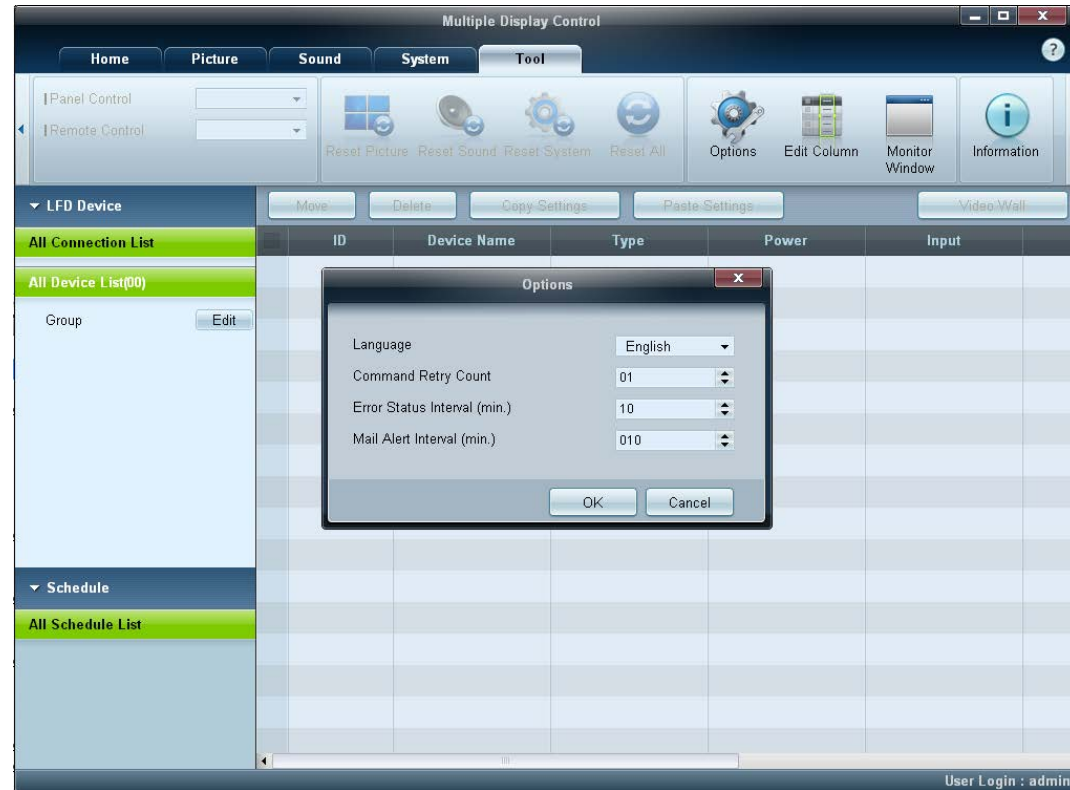 Multiple Display Control
Home Picture Sound System Tool
?
Panel Control
Remote Control
Reset Picture Reset Sound Reset System Reset All
Options Edit Column Monitor Window Information
LFD Device
Move Delete Copy Settings Paste Settings Video Wall
All Connection List
ID Device Name Type Power Input
All Device List(00)
Group Edit
Options
Language English
Command Retry Count 01
Error Status Interval (min.) 10
Mail Alert Interval (min.) 010
OK Cancel
Schedule
All Schedule List
User Login : admin